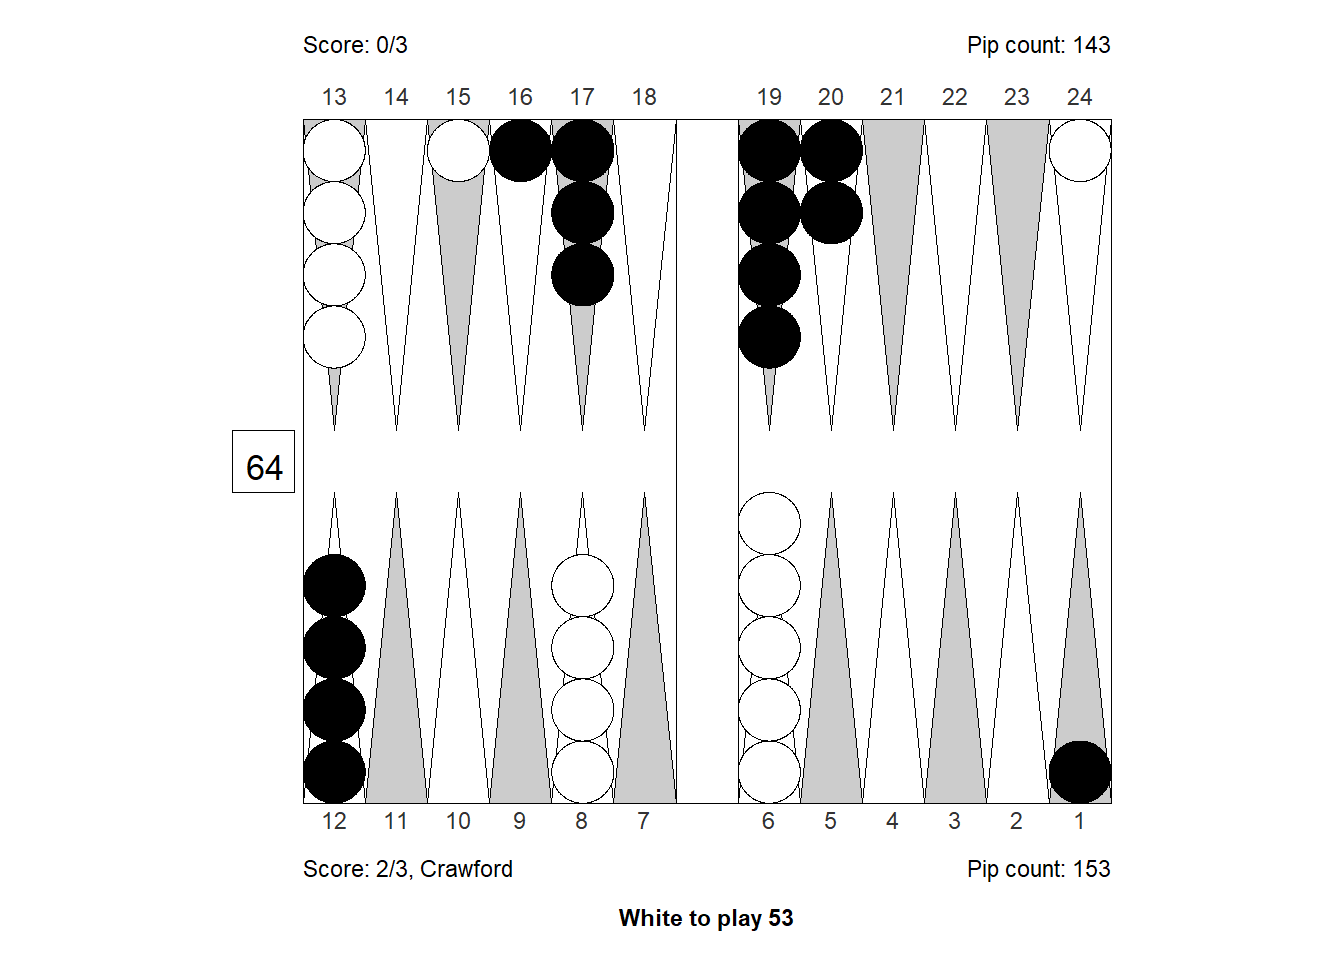 Score: 0/3 Pip count: 143
13 14 15 16 17 18 19 20 21 22 23 24
64
12 11 10 9 8 7 6 5 4 3 2 1
Score: 2/3, Crawford Pip count: 153
White to play 53